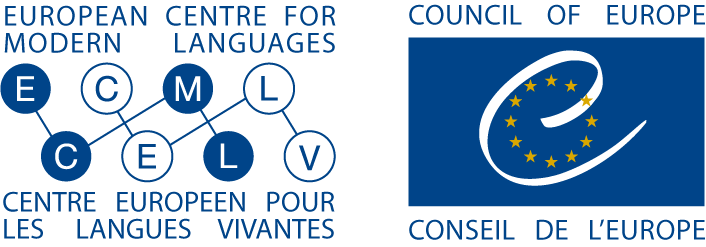 EUROPEAN CENTRE FOR
MODERN LANGUAGES
E C M L
C E L V
CENTRE EUROPEEN POUR
LES LANGUES VIVANTES
COUNCIL OF EUROPE
CONSEIL DE L'EUROPE